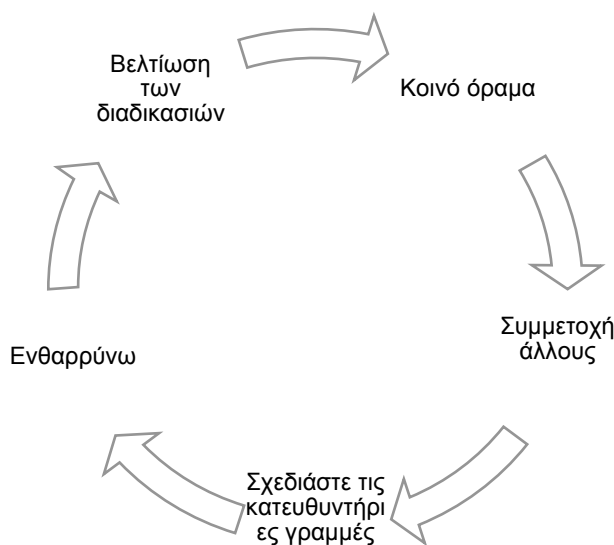 Βελτίωση
των
διαδικασιών
Κοινό όραμα
Συμμετοχή
άλλους
Σχεδιάστε τις
κατευθυντήρι
ες γραμμές
Ενθαρρύνω